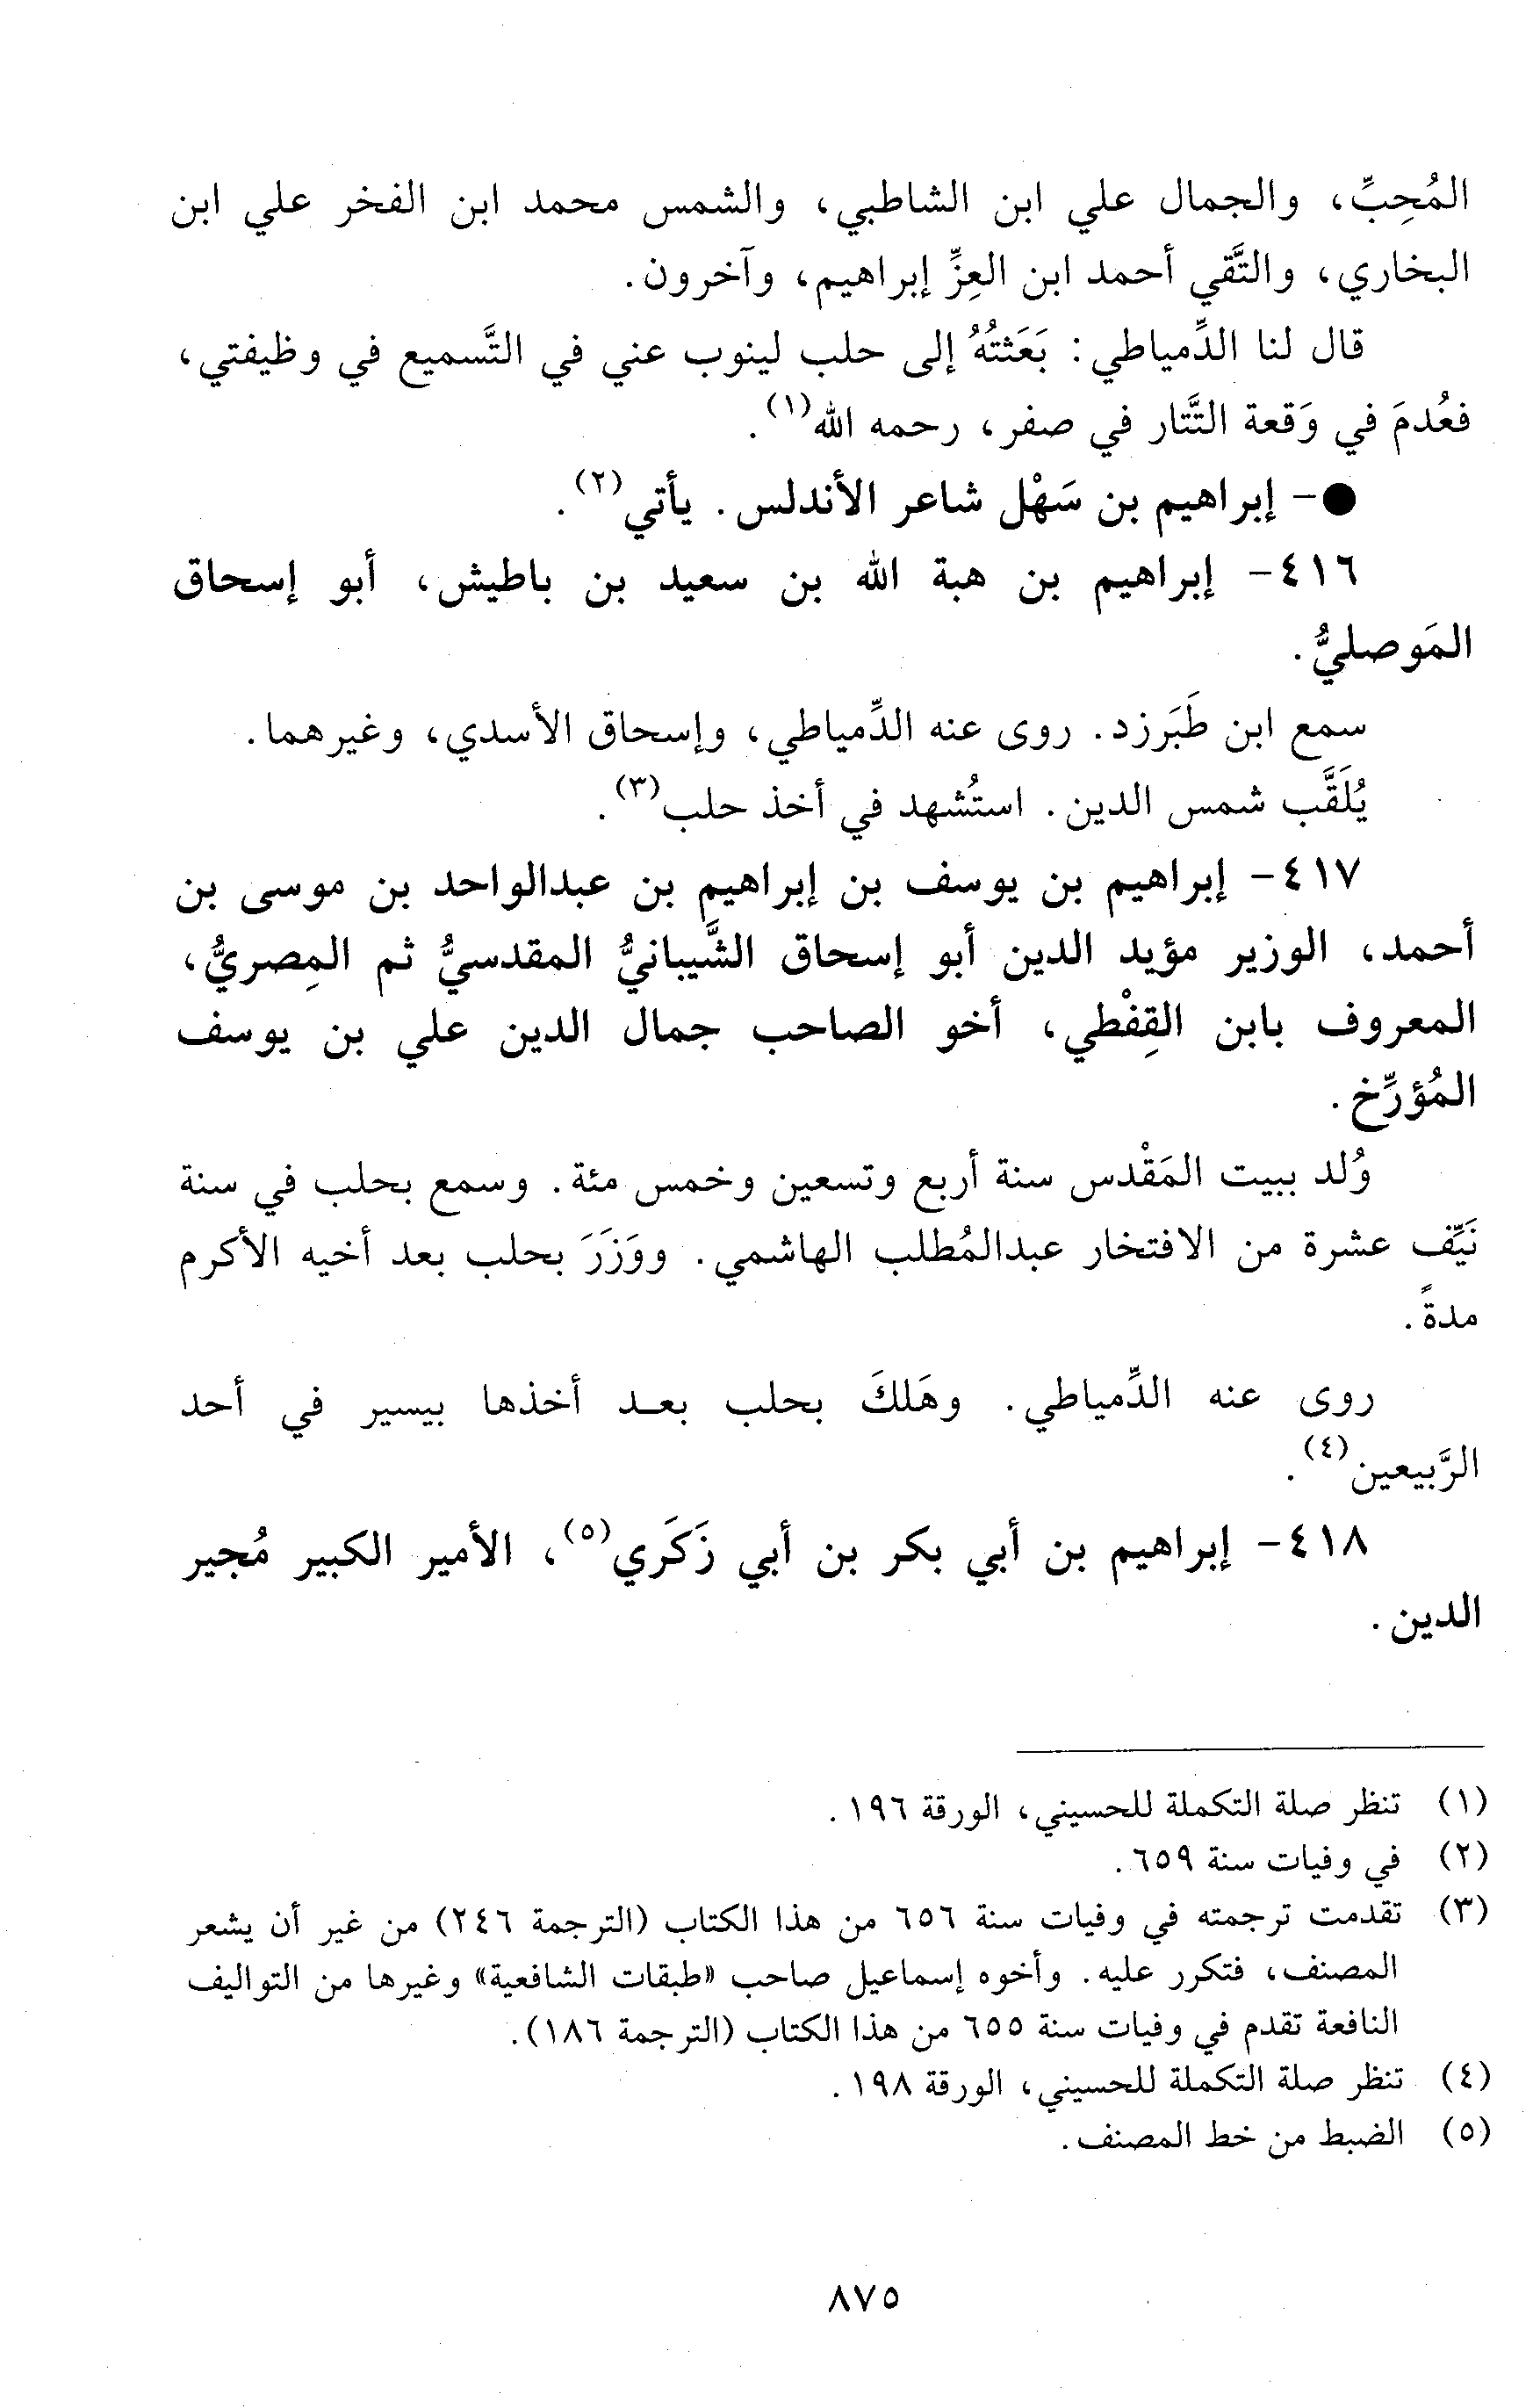 المُحِبِّ، والجمال علي ابن الشاطبي، والشمس محمد ابن الفخر علي ابن
البخاري، والتَّقي أحمد ابن العِزِّ إبراهيم، وآخرون.
قال لنا الدِّمياطي: بَعَثتُهُ إلى حلب لينوب عني في التَّسميع في وظيفتي،
فعُدمَ في وَقعة التَّتار في صفر، رحمه الله(١).
●- إبراهيم بن سَهْل شاعر الأندلس. يأتي(٢).
٤١٦- إبراهيم بن هبة الله بن سعيد بن باطيش، أبو إسحاق
المَوصليُّ.
سمع ابن طَبَرزد. روى عنه الدِّمياطي، وإسحاق الأسدي، وغيرهما.
يُلَقَّب شمس الدين. استُشهد في أخذ حلب(٣).
٤١٧- إبراهيم بن يوسف بن إبراهيم بن عبدالواحد بن موسى بن
أحمد، الوزير مؤيد الدين أبو إسحاق الشَّيبانيُّ المقدسيُّ ثم المِصريُّ،
المعروف بابن القِفْطي، أخو الصاحب جمال الدين علي بن يوسف
المُؤرِّخ.
وُلد ببيت المَقْدس سنة أربع وتسعين وخمس مئة. وسمع بحلب في سنة
نَيِّف عشرة من الافتخار عبدالمُطلب الهاشمي. ووَزَرَ بحلب بعد أخيه الأكرم
مدةً.
روى عنه الدِّمياطي. وهَلكَ بحلب بعد أخذها بيسير في أحد
الرَّبيعين(٤).
٤١٨- إبراهيم بن أبي بكر بن أبي زَكَري(٥)، الأمير الكبير مُجير
الدين.
(١) تنظر صلة التكملة للحسيني، الورقة ١٩٦.
(٢) في وفيات سنة ٦٥٩.
(٣) تقدمت ترجمته في وفيات سنة ٦٥٦ من هذا الكتاب (الترجمة ٢٤٦) من غير أن يشعر
المصنف، فتكرر عليه. وأخوه إسماعيل صاحب «طبقات الشافعية» وغيرها من التواليف
النافعة تقدم في وفيات سنة ٦٥٥ من هذا الكتاب (الترجمة ١٨٦).
(٤) تنظر صلة التكملة للحسيني، الورقة ١٩٨.
(٥) الضبط من خط المصنف.
٨٧٥